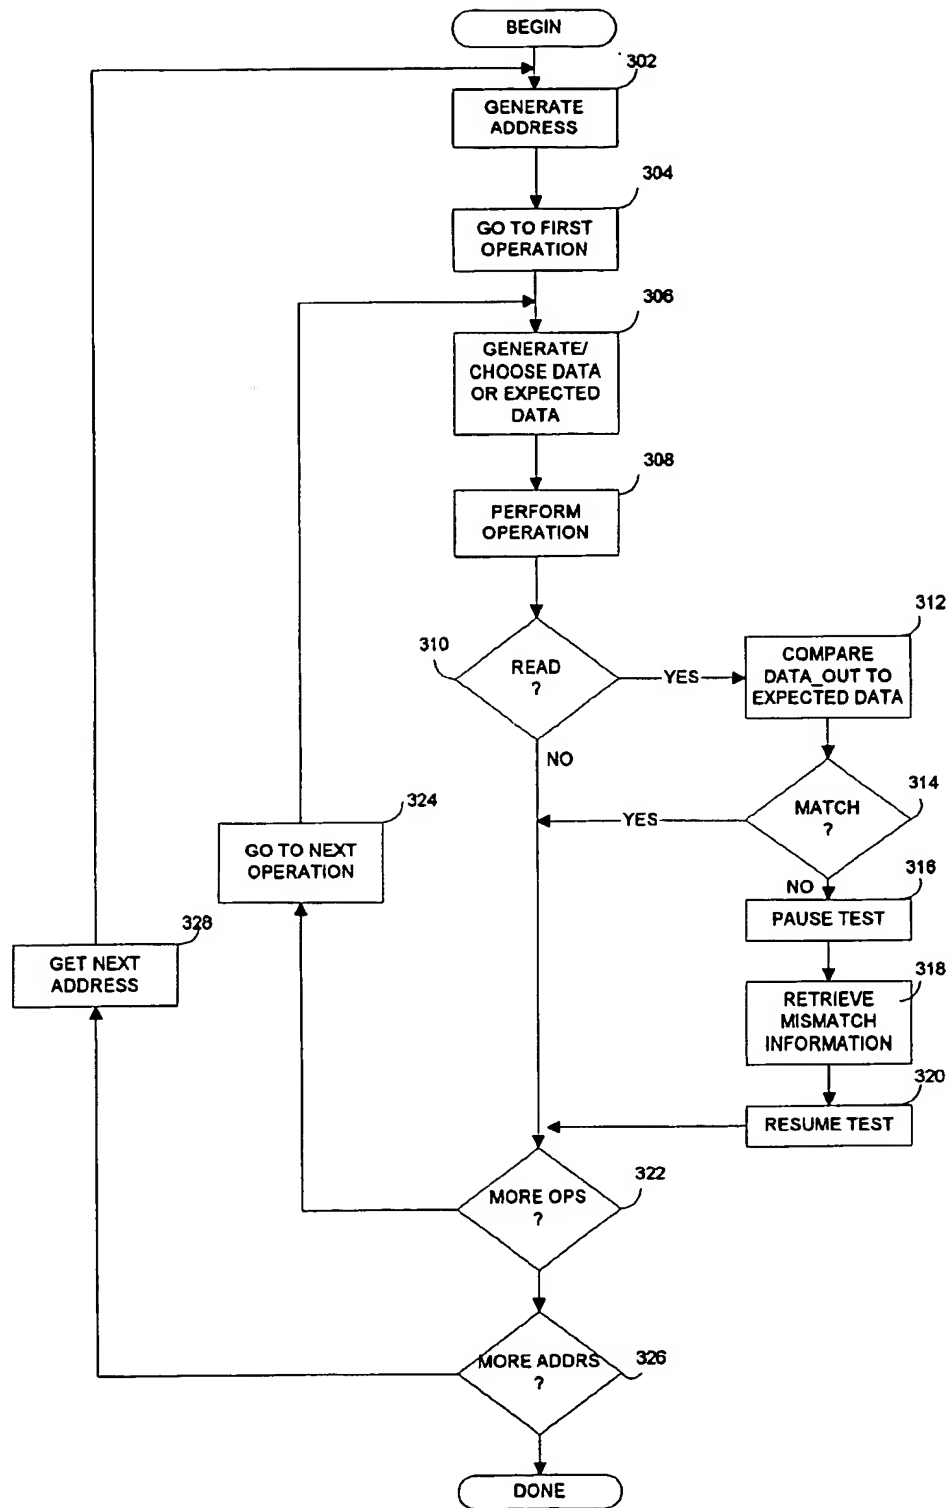 BEGIN
302
GENERATE
ADDRESS
304
GO TO FIRST
OPERATION
306
GENERATE/
CHOOSE DATA
OR EXPECTED
DATA
308
PERFORM
OPERATION
310
READ
?
YES
NO
312
COMPARE
DATA_OUT TO
EXPECTED DATA
314
MATCH
?
YES
NO
316
PAUSE TEST
318
RETRIEVE
MISMATCH
INFORMATION
320
RESUME TEST
324
GO TO NEXT
OPERATION
328
GET NEXT
ADDRESS
322
MORE OPS
?
326
MORE ADDRS
?
DONE